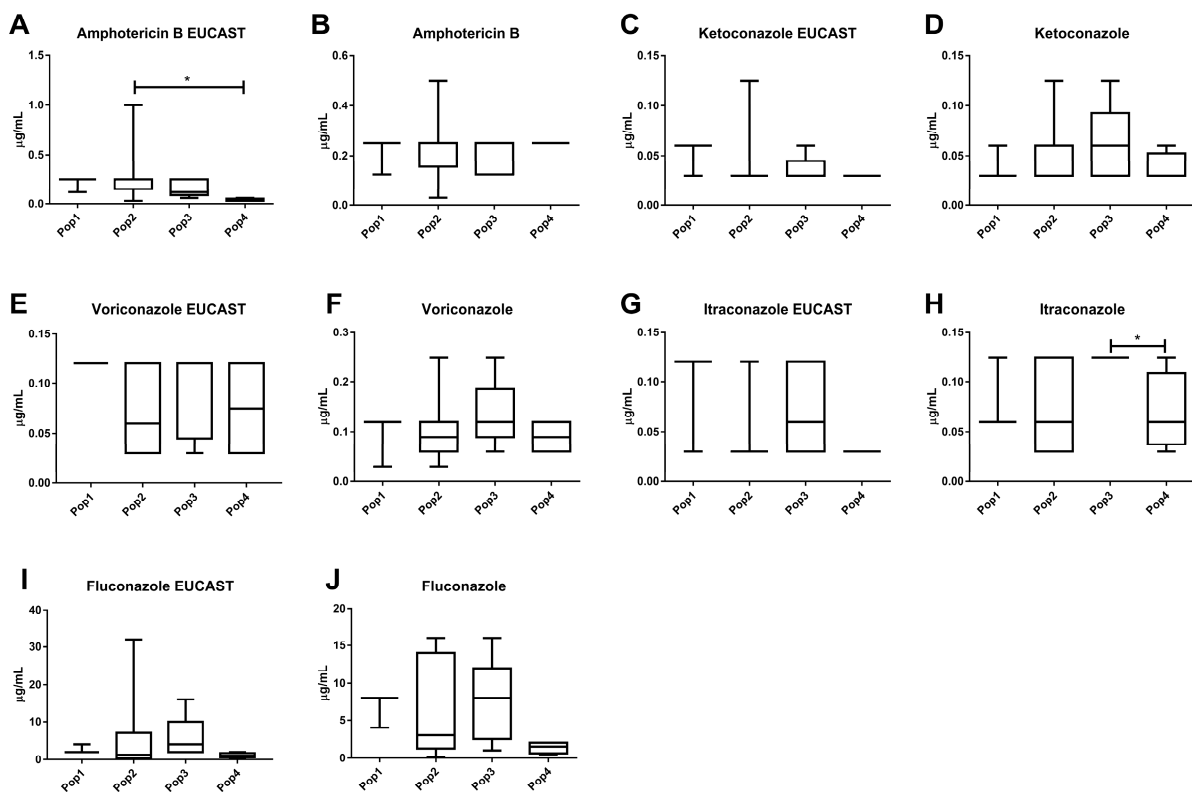 A
Amphotericin B EUCAST
µg/mL
1.5
1.0
0.5
0.0
*
Pop1 Pop2 Pop3 Pop4
B
Amphotericin B
µg/mL
0.6
0.4
0.2
0.0
Pop1 Pop2 Pop3 Pop4
C
Ketoconazole EUCAST
µg/mL
0.15
0.10
0.05
0.00
Pop1 Pop2 Pop3 Pop4
D
Ketoconazole
µg/mL
0.15
0.10
0.05
0.00
Pop1 Pop2 Pop3 Pop4
E
Voriconazole EUCAST
µg/mL
0.15
0.10
0.05
0.00
Pop1 Pop2 Pop3 Pop4
F
Voriconazole
µg/mL
0.3
0.2
0.1
0.0
Pop1 Pop2 Pop3 Pop4
G
Itraconazole EUCAST
µg/mL
0.15
0.10
0.05
0.00
Pop1 Pop2 Pop3 Pop4
H
Itraconazole
µg/mL
0.15
0.10
0.05
0.00
*
Pop1 Pop2 Pop3 Pop4
I
Fluconazole EUCAST
µg/mL
40
30
20
10
0
Pop1 Pop2 Pop3 Pop4
J
Fluconazole
µg/mL
20
15
10
5
0
Pop1 Pop2 Pop3 Pop4